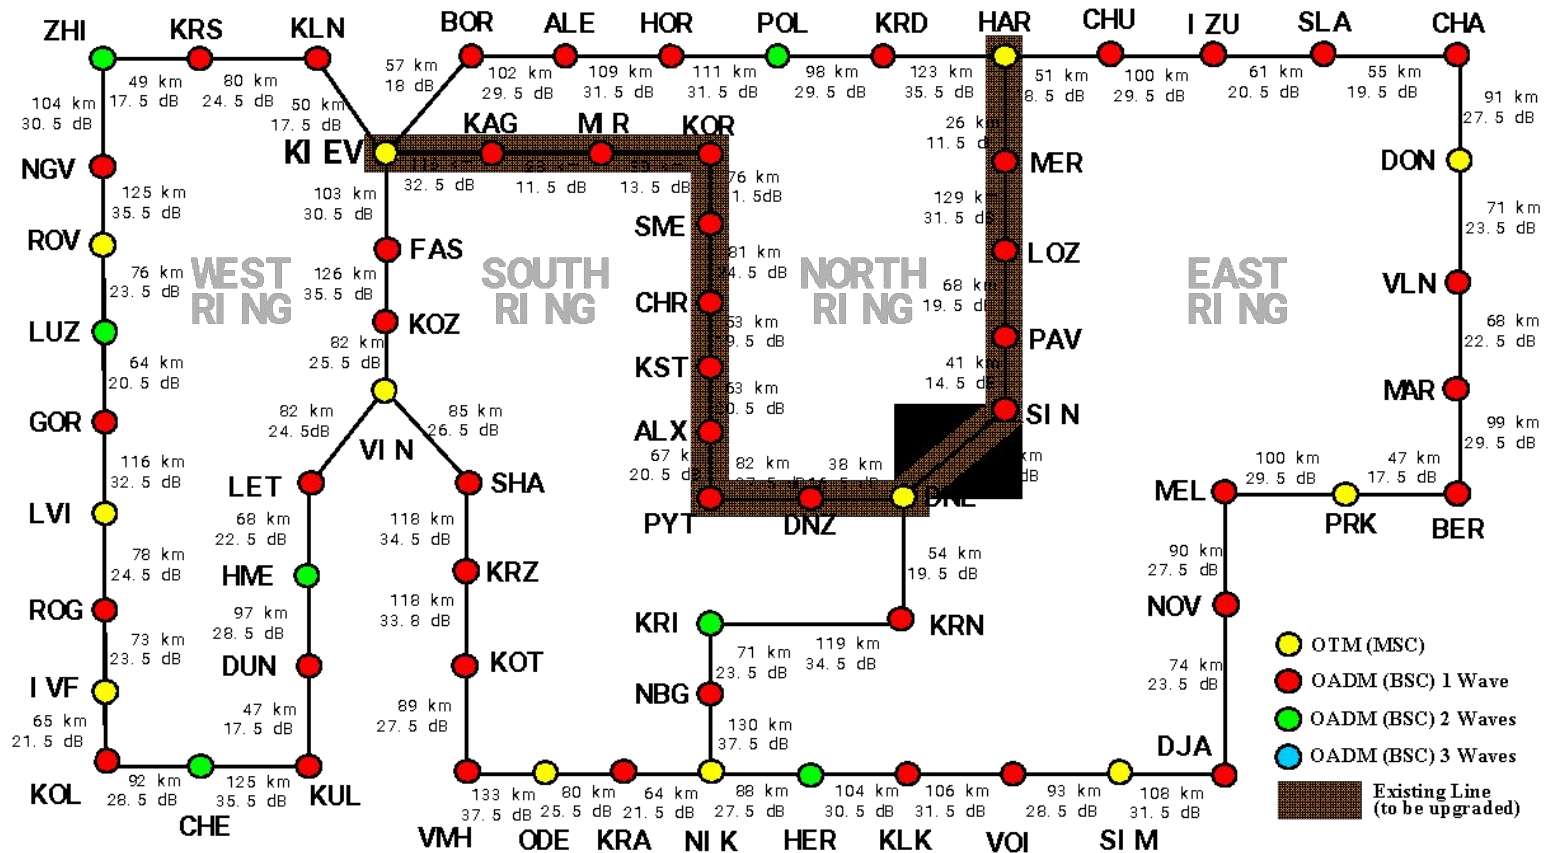 ZHI
KRS
KLN
BOR
ALE
HOR
POL
KRD
HAR
CHU
IZU
SLA
CHA
49 km
17.5 dB
80 km
24.5 dB
50 km
17.5 dB
57 km
18 dB
102 km
29.5 dB
109 km
31.5 dB
111 km
31.5 dB
98 km
29.5 dB
123 km
35.5 dB
51 km
8.5 dB
100 km
29.5 dB
61 km
20.5 dB
55 km
19.5 dB
104 km
30.5 dB
91 km
27.5 dB
KIEV
KAG
MIR
KOR
32.5 dB
11.5 dB
13.5 dB
26 km
11.5
MER
DON
NGV
125 km
35.5 dB
103 km
30.5 dB
76 km
1.5dB
129 k
31.5 d
71 km
23.5 dB
ROV
FAS
SME
LOZ
76 km
23.5 dB
126 km
35.5 dB
81 km
4.5 dB
68 km
19.5 dB
WEST
RING
SOUTH
RING
NORTH
RING
EAST
RING
VLN
LUZ
KOZ
CHR
PAV
68 km
22.5 dB
64 km
20.5 dB
82 km
25.5 dB
53 km
9.5 dB
41 km
14.5 d
KST
MAR
GOR
VIN
63 km
0.5 dB
SIN
99 km
29.5 dB
82 km
24.5dB
85 km
26.5 dB
ALX
116 km
32.5 dB
67 k
20.5 d
82 km
38 km
km
dB
100 km
29.5 dB
47 km
17.5 dB
LET
SHA
DNE
MEL
PRK
BER
LVI
PYT
DNZ
68 km
22.5 dB
118 km
34.5 dB
78 km
24.5 dB
54 km
19.5 dB
90 km
27.5 dB
HME
KRZ
ROG
97 km
28.5 dB
118 km
33.8 dB
KRI
KRN
NOV
73 km
23.5 dB
71 km
23.5 dB
119 km
34.5 dB
74 km
23.5 dB
OTM (MSC)
DUN
KOT
IVF
NBG
OADM (BSC) 1 Wave
65 km
21.5 dB
47 km
17.5 dB
89 km
27.5 dB
130 km
37.5 dB
OADM (BSC) 2 Waves
DJA
OADM (BSC) 3 Waves
KOL
92 km
28.5 dB
125 km
35.5 dB
KUL
CHE
133 km
37.5 dB
80 km
25.5 dB
64 km
21.5 dB
88 km
27.5 dB
104 km
30.5 dB
106 km
31.5 dB
93 km
28.5 dB
108 km
31.5 dB
Existing Line
(to be upgraded)
VMH
ODE
KRA
NIK
HER
KLK
VOI
SIM